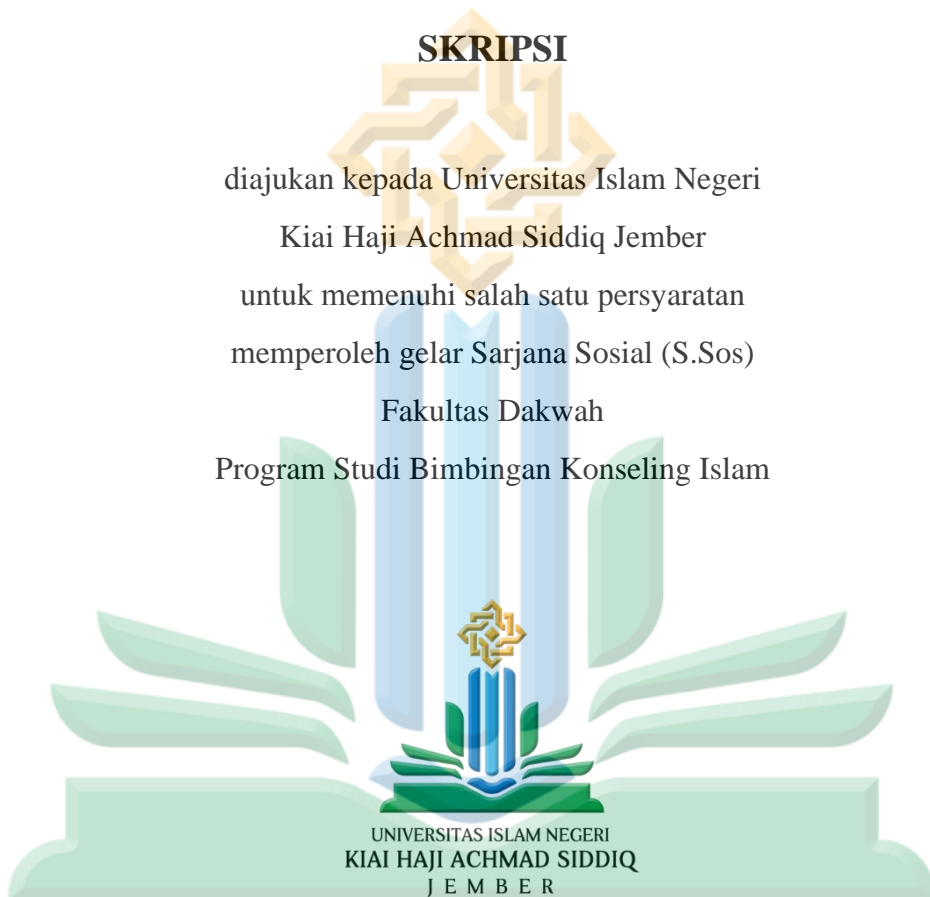 SKRIPSI
diajukan kepada Universitas Islam Negeri
Kiai Haji Achmad Siddiq Jember
untuk memenuhi salah satu persyaratan
memperoleh gelar Sarjana Sosial (S.Sos)
Fakultas Dakwah
Program Studi Bimbingan Konseling Islam
UNIVERSITAS ISLAM NEGERI
KIAI HAJI ACHMAD SIDDIQ
JEMBER